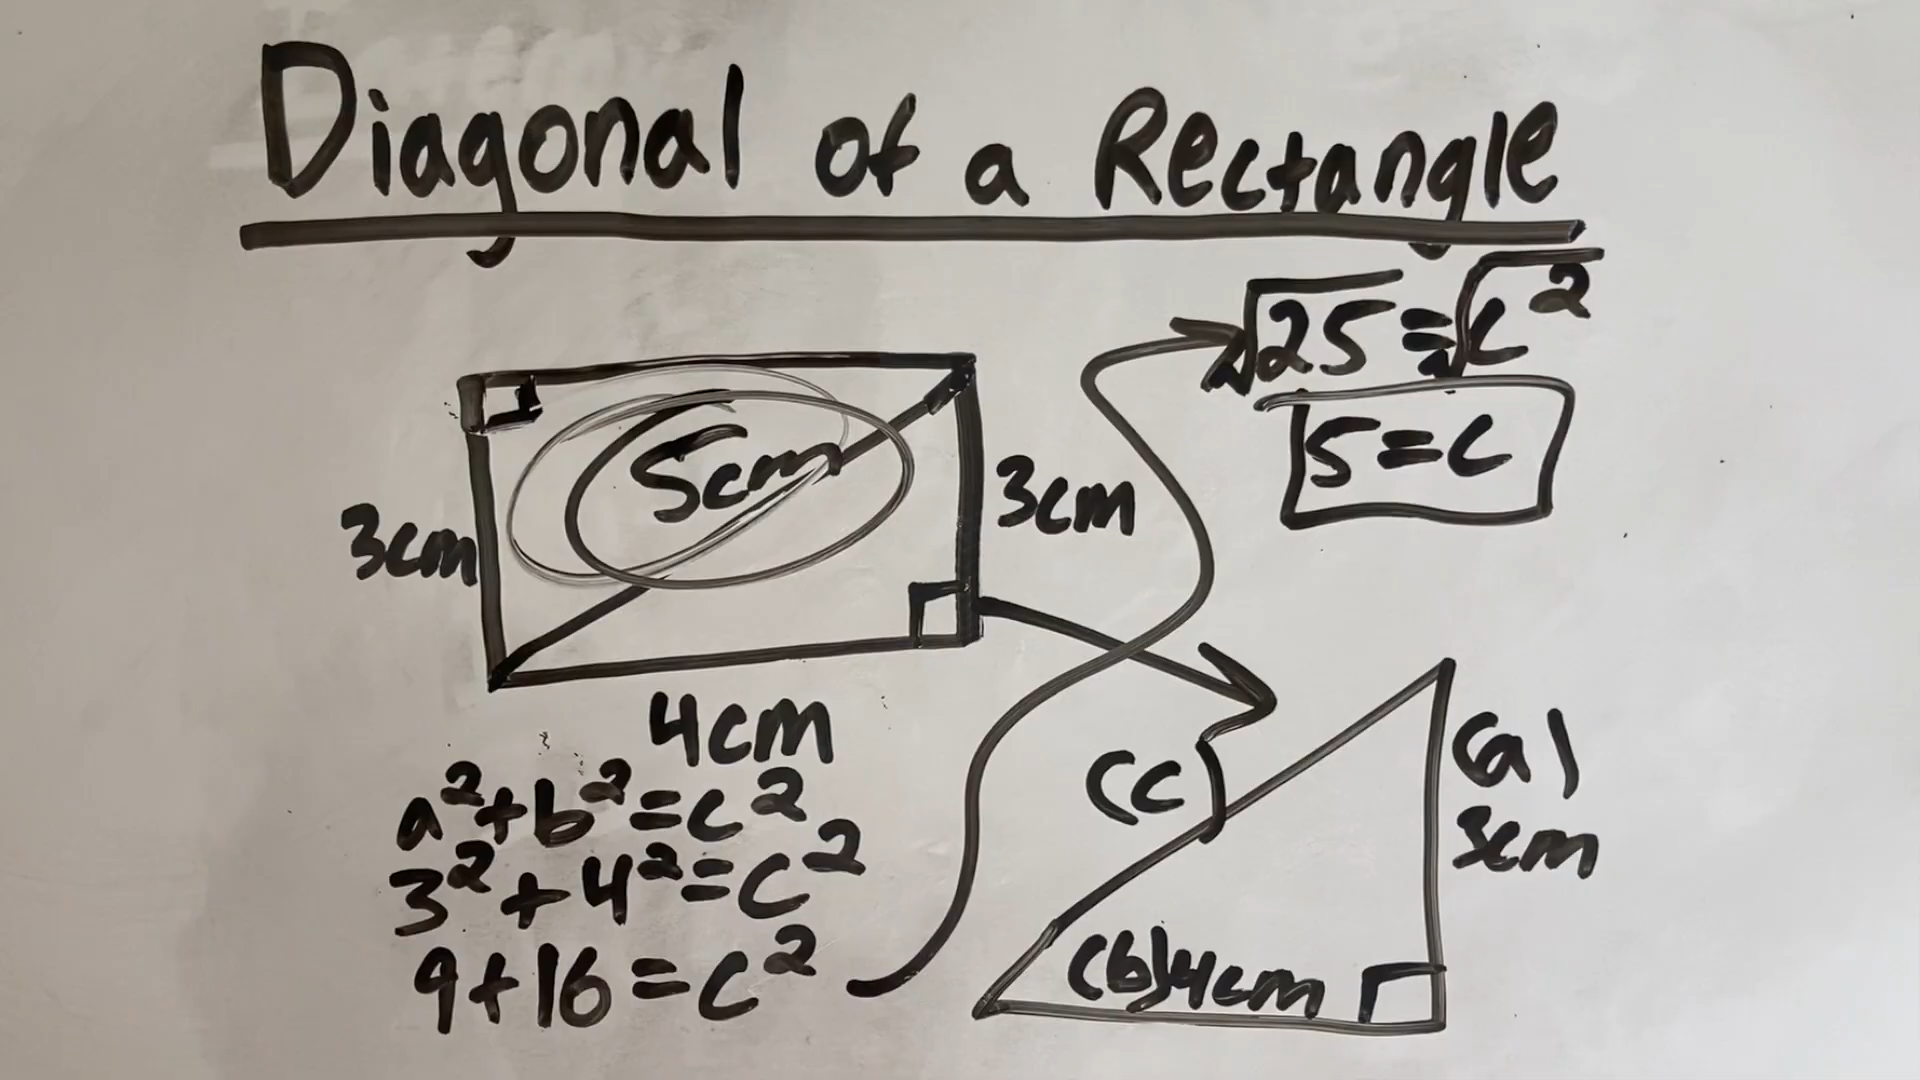 Diagonal of a Rectangle
√25 = √c²
5 = c
5cm
3cm
3cm
4cm
a² + b² = c²
3² + 4² = c²
9 + 16 = c²
(c)
(a)
3cm
(b) 4cm